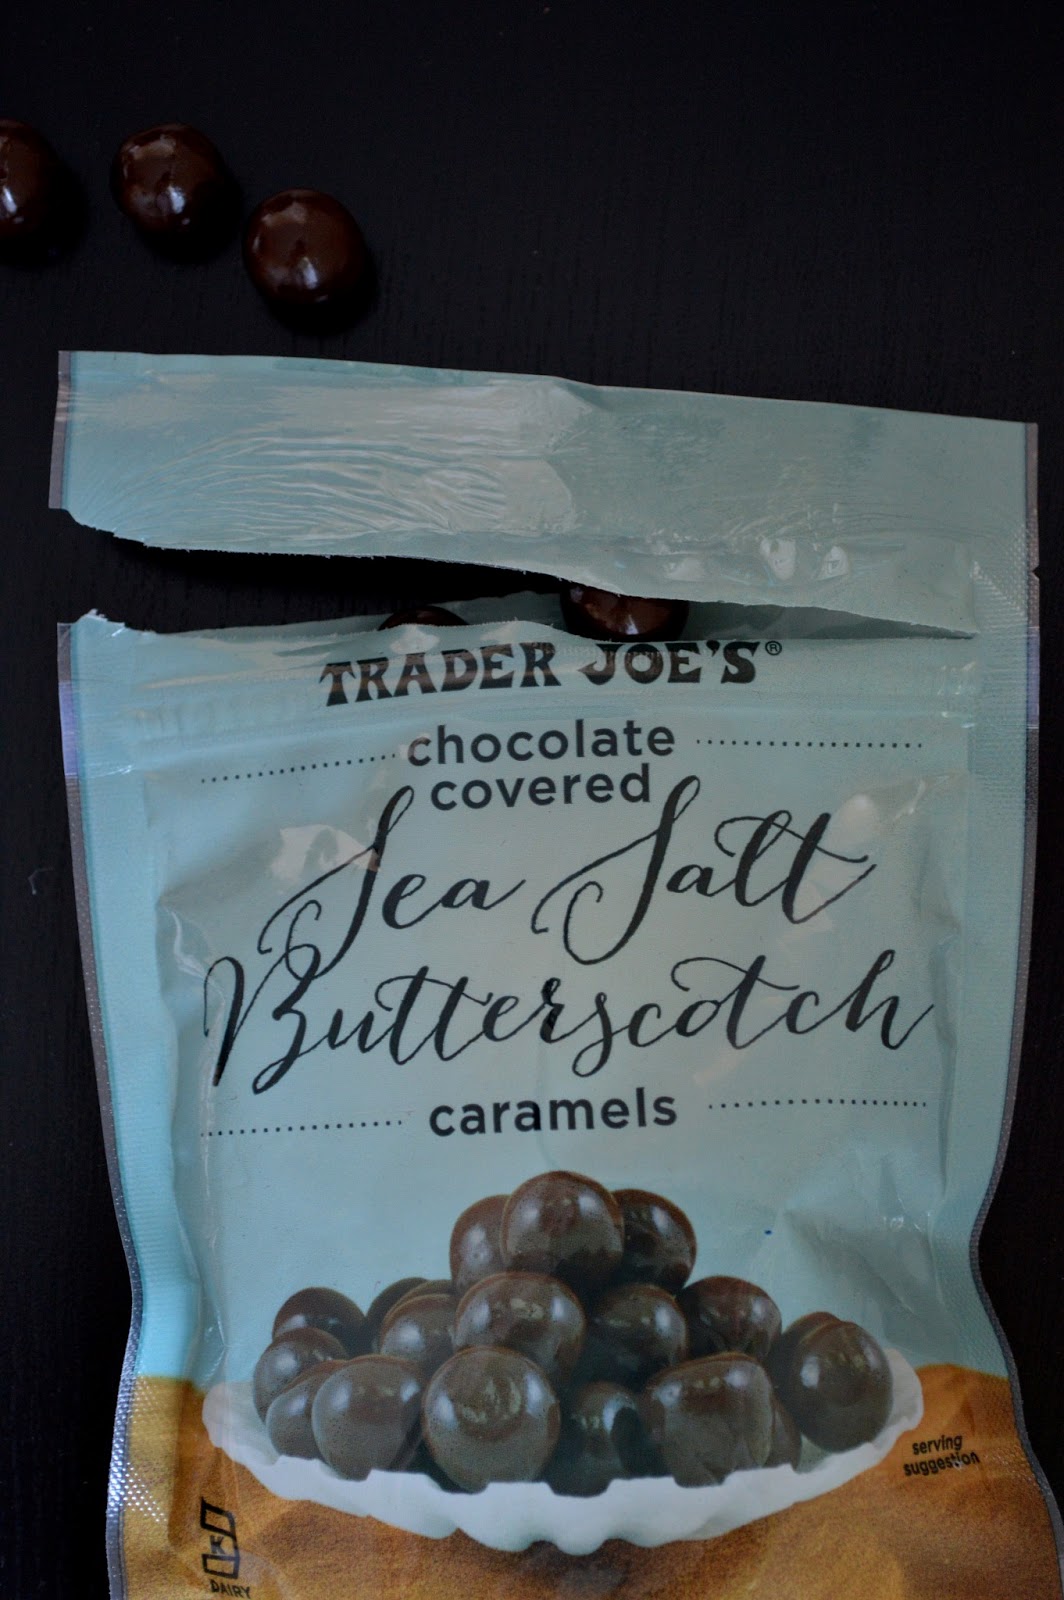 TRADER JOE'S®
chocolate
covered
Sea Salt
Butterscotch
caramels
serving
suggestion
K
DAIRY